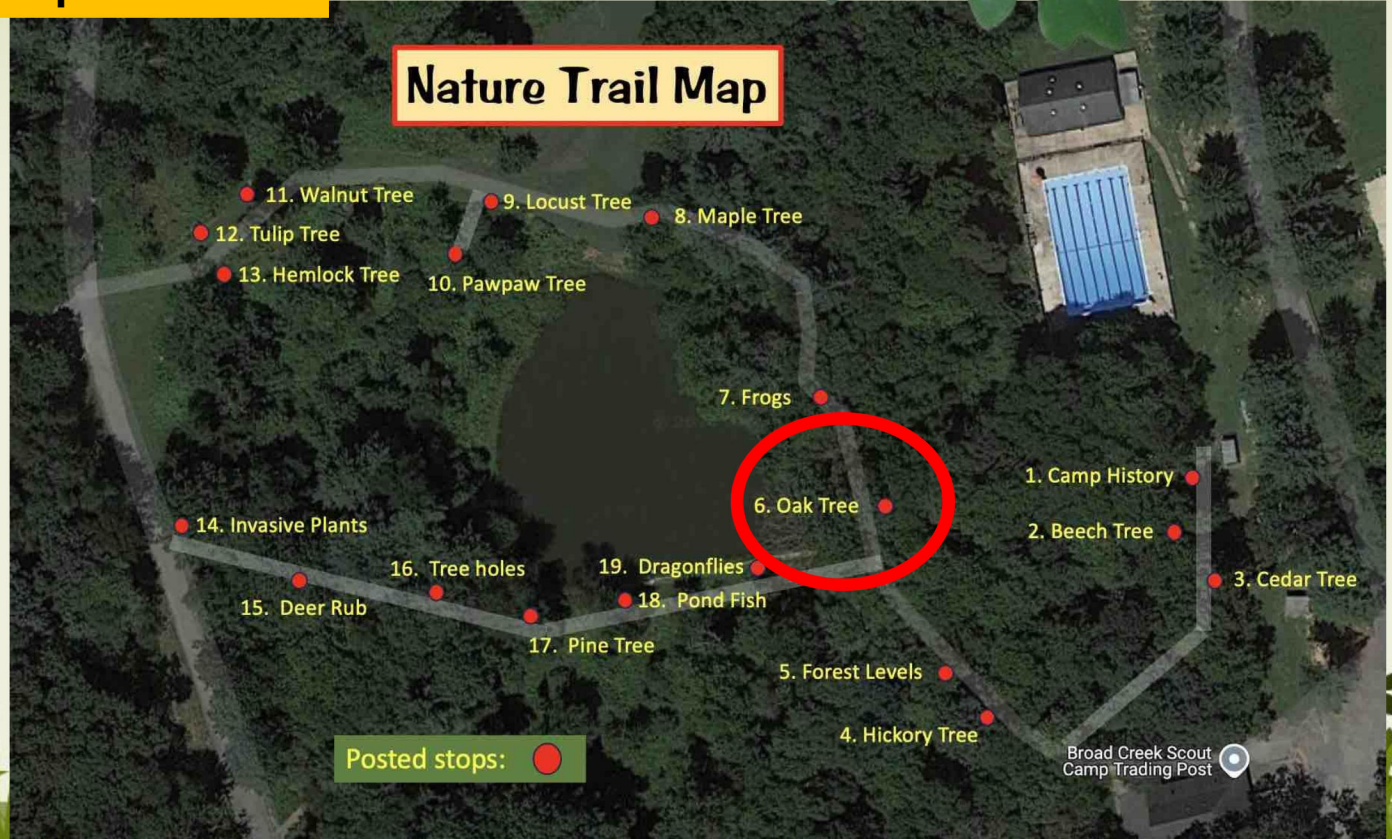 Nature Trail Map
11. Walnut Tree
9. Locust Tree
8. Maple Tree
12. Tulip Tree
13. Hemlock Tree
10. Pawpaw Tree
7. Frogs
1. Camp History
6. Oak Tree
14. Invasive Plants
2. Beech Tree
16. Tree holes
19. Dragonflies
3. Cedar Tree
15. Deer Rub
18. Pond Fish
17. Pine Tree
5. Forest Levels
4. Hickory Tree
Posted stops:
Broad Creek Scout
Camp Trading Post